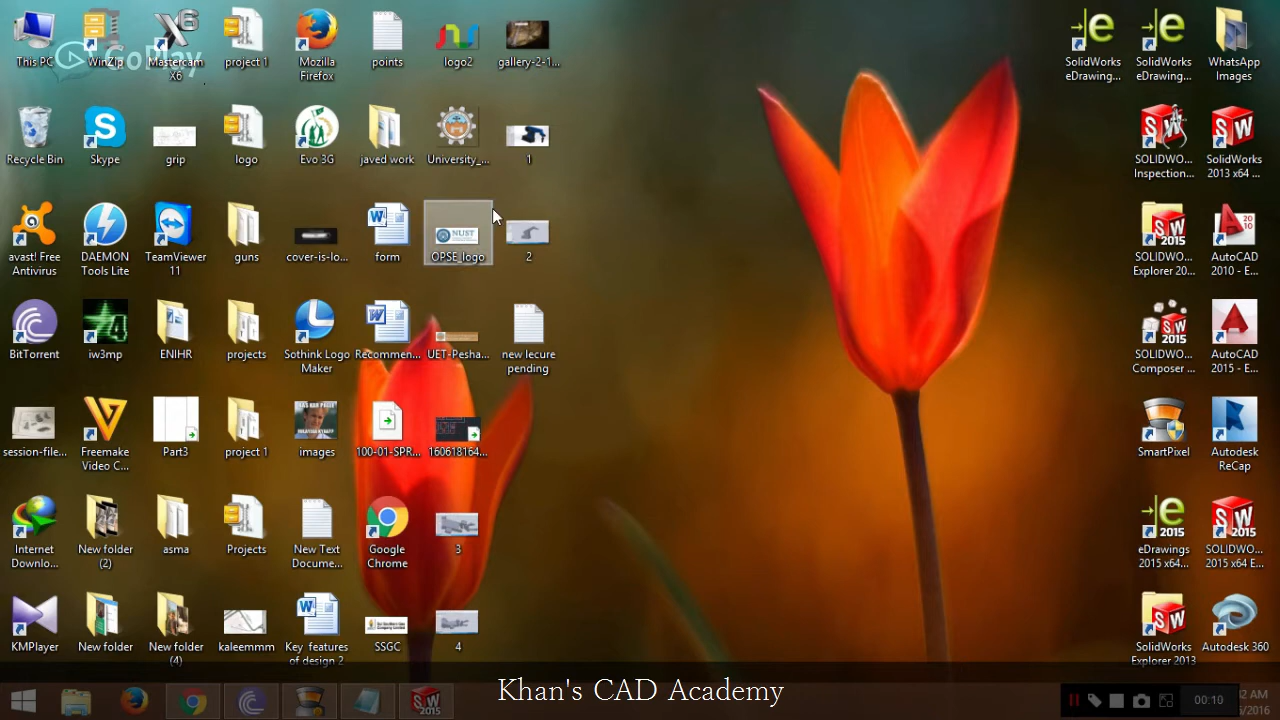 GoPlay
This PC
WinZip
Mastercam
X6
project 1
Mozilla
Firefox
points
logo2
gallery-2-1...
SolidWorks
eDrawing...
SolidWorks
eDrawing...
WhatsApp
Images
Recycle Bin
Skype
grip
logo
Evo 3G
javed work
University_...
1
SOLIDWO...
Inspection...
SolidWorks
2013 x64 ...
avast! Free
Antivirus
DAEMON
Tools Lite
TeamViewer
11
guns
cover-is-lo...
form
NUST
OPSE_logo
2
SOLIDWO...
Explorer 20...
AutoCAD
2010 - E...
BitTorrent
iw3mp
ENIHR
projects
Sothink Logo
Maker
Recommen...
UET-Pesha...
new lecure
pending
SOLIDWO...
Composer ...
AutoCAD
2015 - E...
session-file...
Freemake
Video C...
Part3
project 1
images
100-01-SPR...
160618164...
SmartPixel
Autodesk
ReCap
Internet
Downlo...
New folder
(2)
asma
Projects
New Text
Docume...
Google
Chrome
3
eDrawings
2015 x64...
SOLIDWO...
2015 x64 E...
KMPlayer
New folder
New folder
(4)
kaleemmm
Key features
of design 2
SSGC
4
SolidWorks
Explorer 2013
Autodesk 360
Khan's CAD Academy
00:10